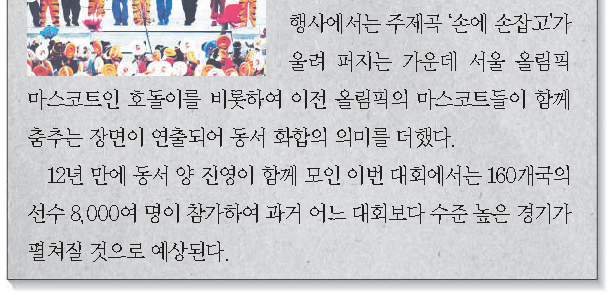 행사에서는 주제곡 ‘손에 손잡고’가
울려 퍼지는 가운데 서울 올림픽
마스코트인 호돌이를 비롯하여 이전 올림픽의 마스코트들이 함께
춤추는 장면이 연출되어 동서 화합의 의미를 더했다.
12년 만에 동서 양 진영이 함께 모인 이번 대회에서는 160개국의
선수 8,000여 명이 참가하여 과거 어느 대회보다 수준 높은 경기가
펼쳐질 것으로 예상된다.